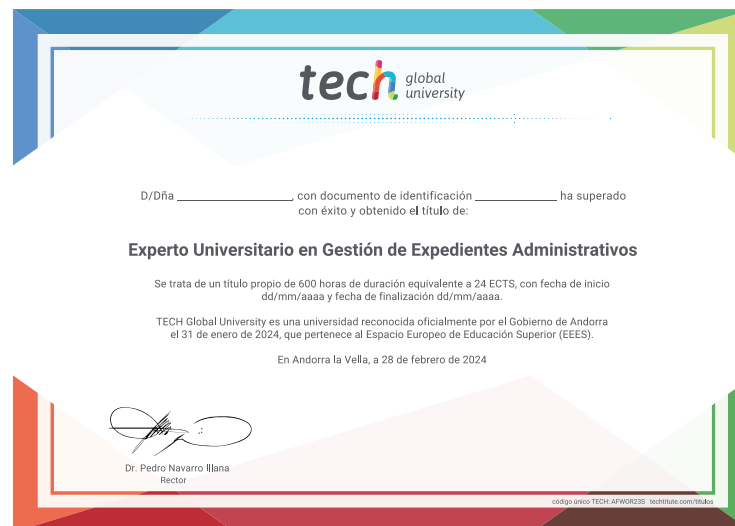 tech global university
D/Dña ____________________, con documento de identificación ______________ ha superado
con éxito y obtenido el título de:
Experto Universitario en Gestión de Expedientes Administrativos
Se trata de un título propio de 600 horas de duración equivalente a 24 ECTS, con fecha de inicio
dd/mm/aaaa y fecha de finalización dd/mm/aaaa.
TECH Global University es una universidad reconocida oficialmente por el Gobierno de Andorra
el 31 de enero de 2024, que pertenece al Espacio Europeo de Educación Superior (EEES).
En Andorra la Vella, a 28 de febrero de 2024
Dr. Pedro Navarro Illana
Rector
código único TECH: AFWOR23S techtitute.com/titulos